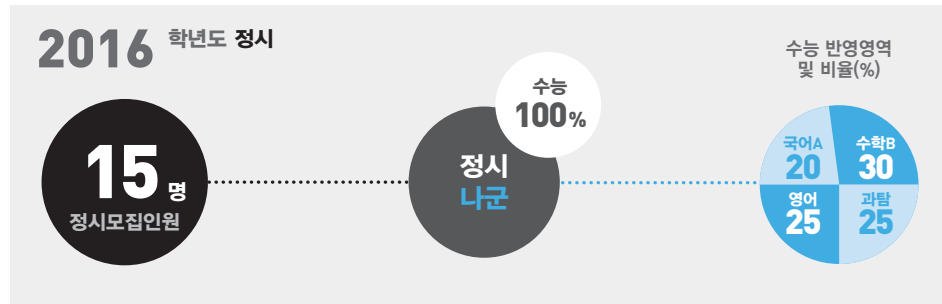 2016 학년도 정시
15명
정시모집인원
정시
나군
수능
100%
수능 반영영역
및 비율(%)
국어A
20
수학B
30
영어
25
과탐
25